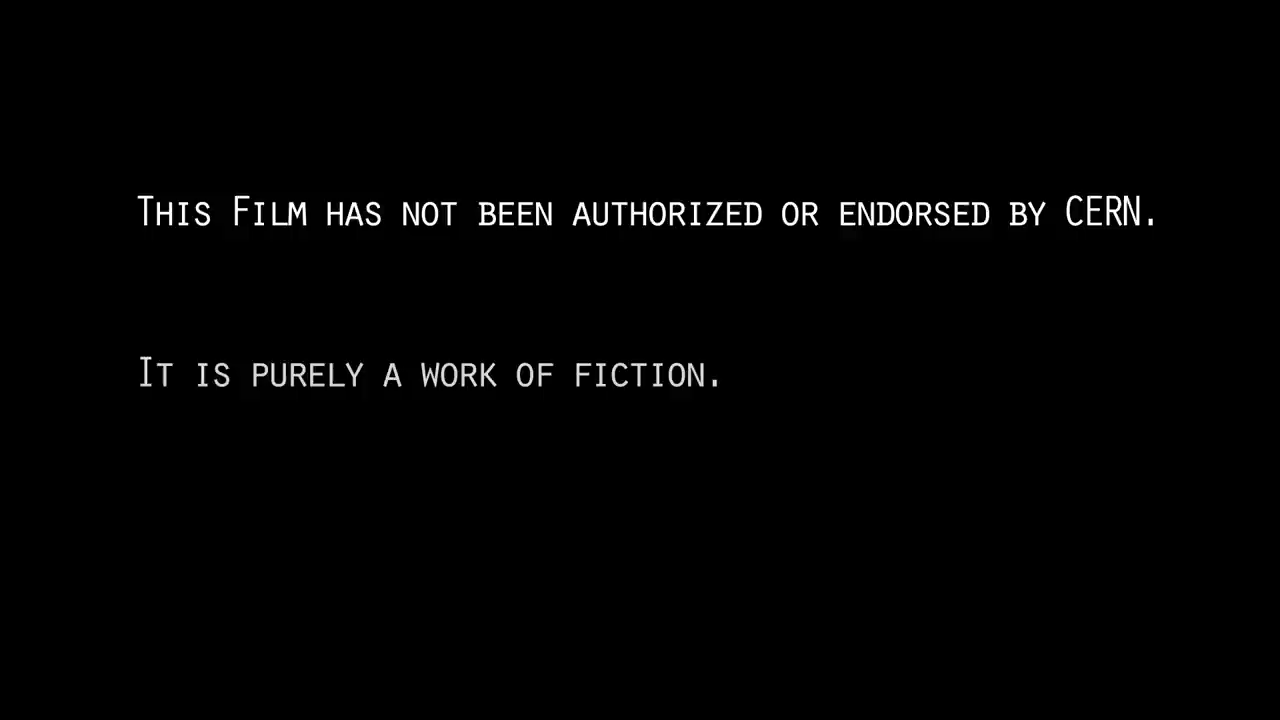 This Film has not been authorized or endorsed by CERN.
It is purely a work of fiction.